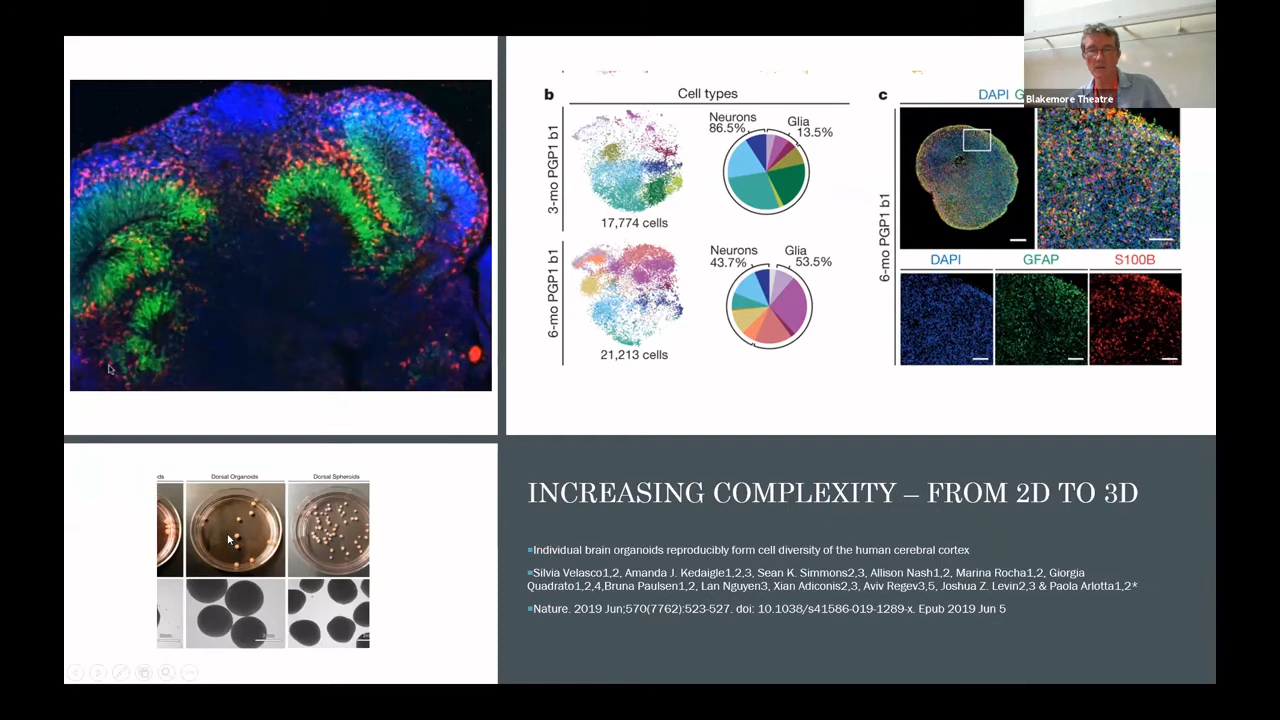 b
Cell types
Neurons
86.5%
Glia
13.5%
3-mo PGP1 b1
17,774 cells
Neurons
43.7%
Glia
53.5%
6-mo PGP1 b1
21,213 cells
c
DAPI G
Blakemore Theatre
6-mo PGP1 b1
DAPI
GFAP
S100B
ds
Dorsal Organoids
Dorsal Spheroids
INCREASING COMPLEXITY – FROM 2D TO 3D
▪Individual brain organoids reproducibly form cell diversity of the human cerebral cortex
▪Silvia Velasco1,2, Amanda J. Kedaigle1,2,3, Sean K. Simmons2,3, Allison Nash1,2, Marina Rocha1,2, Giorgia
Quadrato1,2,4,Bruna Paulsen1,2, Lan Nguyen3, Xian Adiconis2,3, Aviv Regev3,5, Joshua Z. Levin2,3 & Paola Arlotta1,2*
▪Nature. 2019 Jun;570(7762):523-527. doi: 10.1038/s41586-019-1289-x. Epub 2019 Jun 5